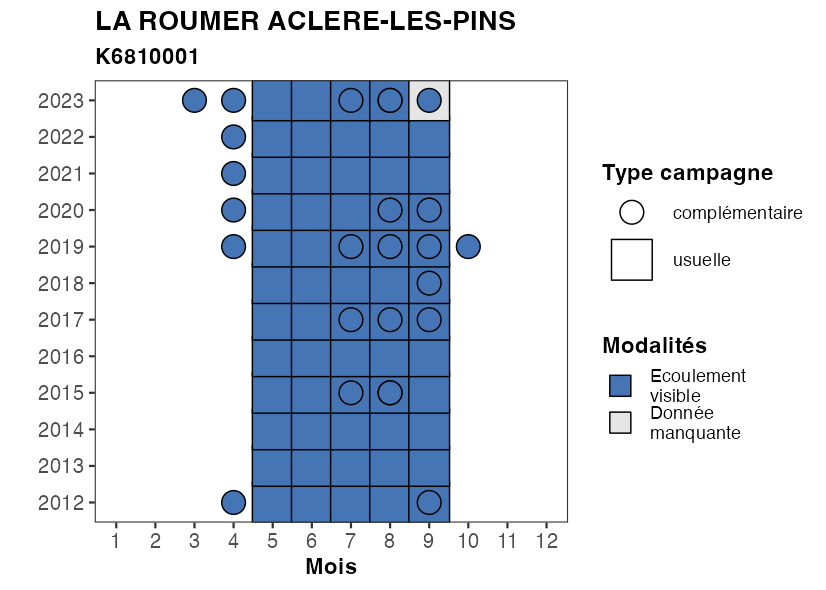 LA ROUMER ACLERE-LES-PINS
K6810001
2023
2022
2021
2020
2019
2018
2017
2016
2015
2014
2013
2012
1 2 3 4 5 6 7 8 9 10 11 12
Mois
Type campagne
complémentaire
usuelle
Modalités
Ecoulement
visible
Donnée
manquante